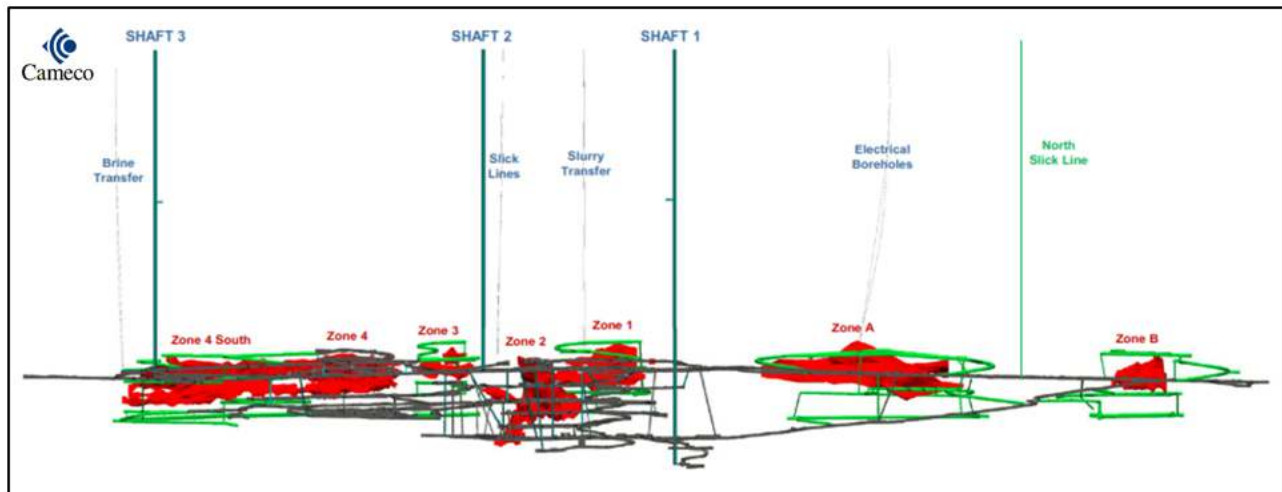 SHAFT 3
SHAFT 2
SHAFT 1
Cameco
Brine
Transfer
Slick
Lines
Slurry
Transfer
Electrical
Boreholes
North
Slick Line
Zone 4 South
Zone 4
Zone 3
Zone 2
Zone 1
Zone A
Zone B